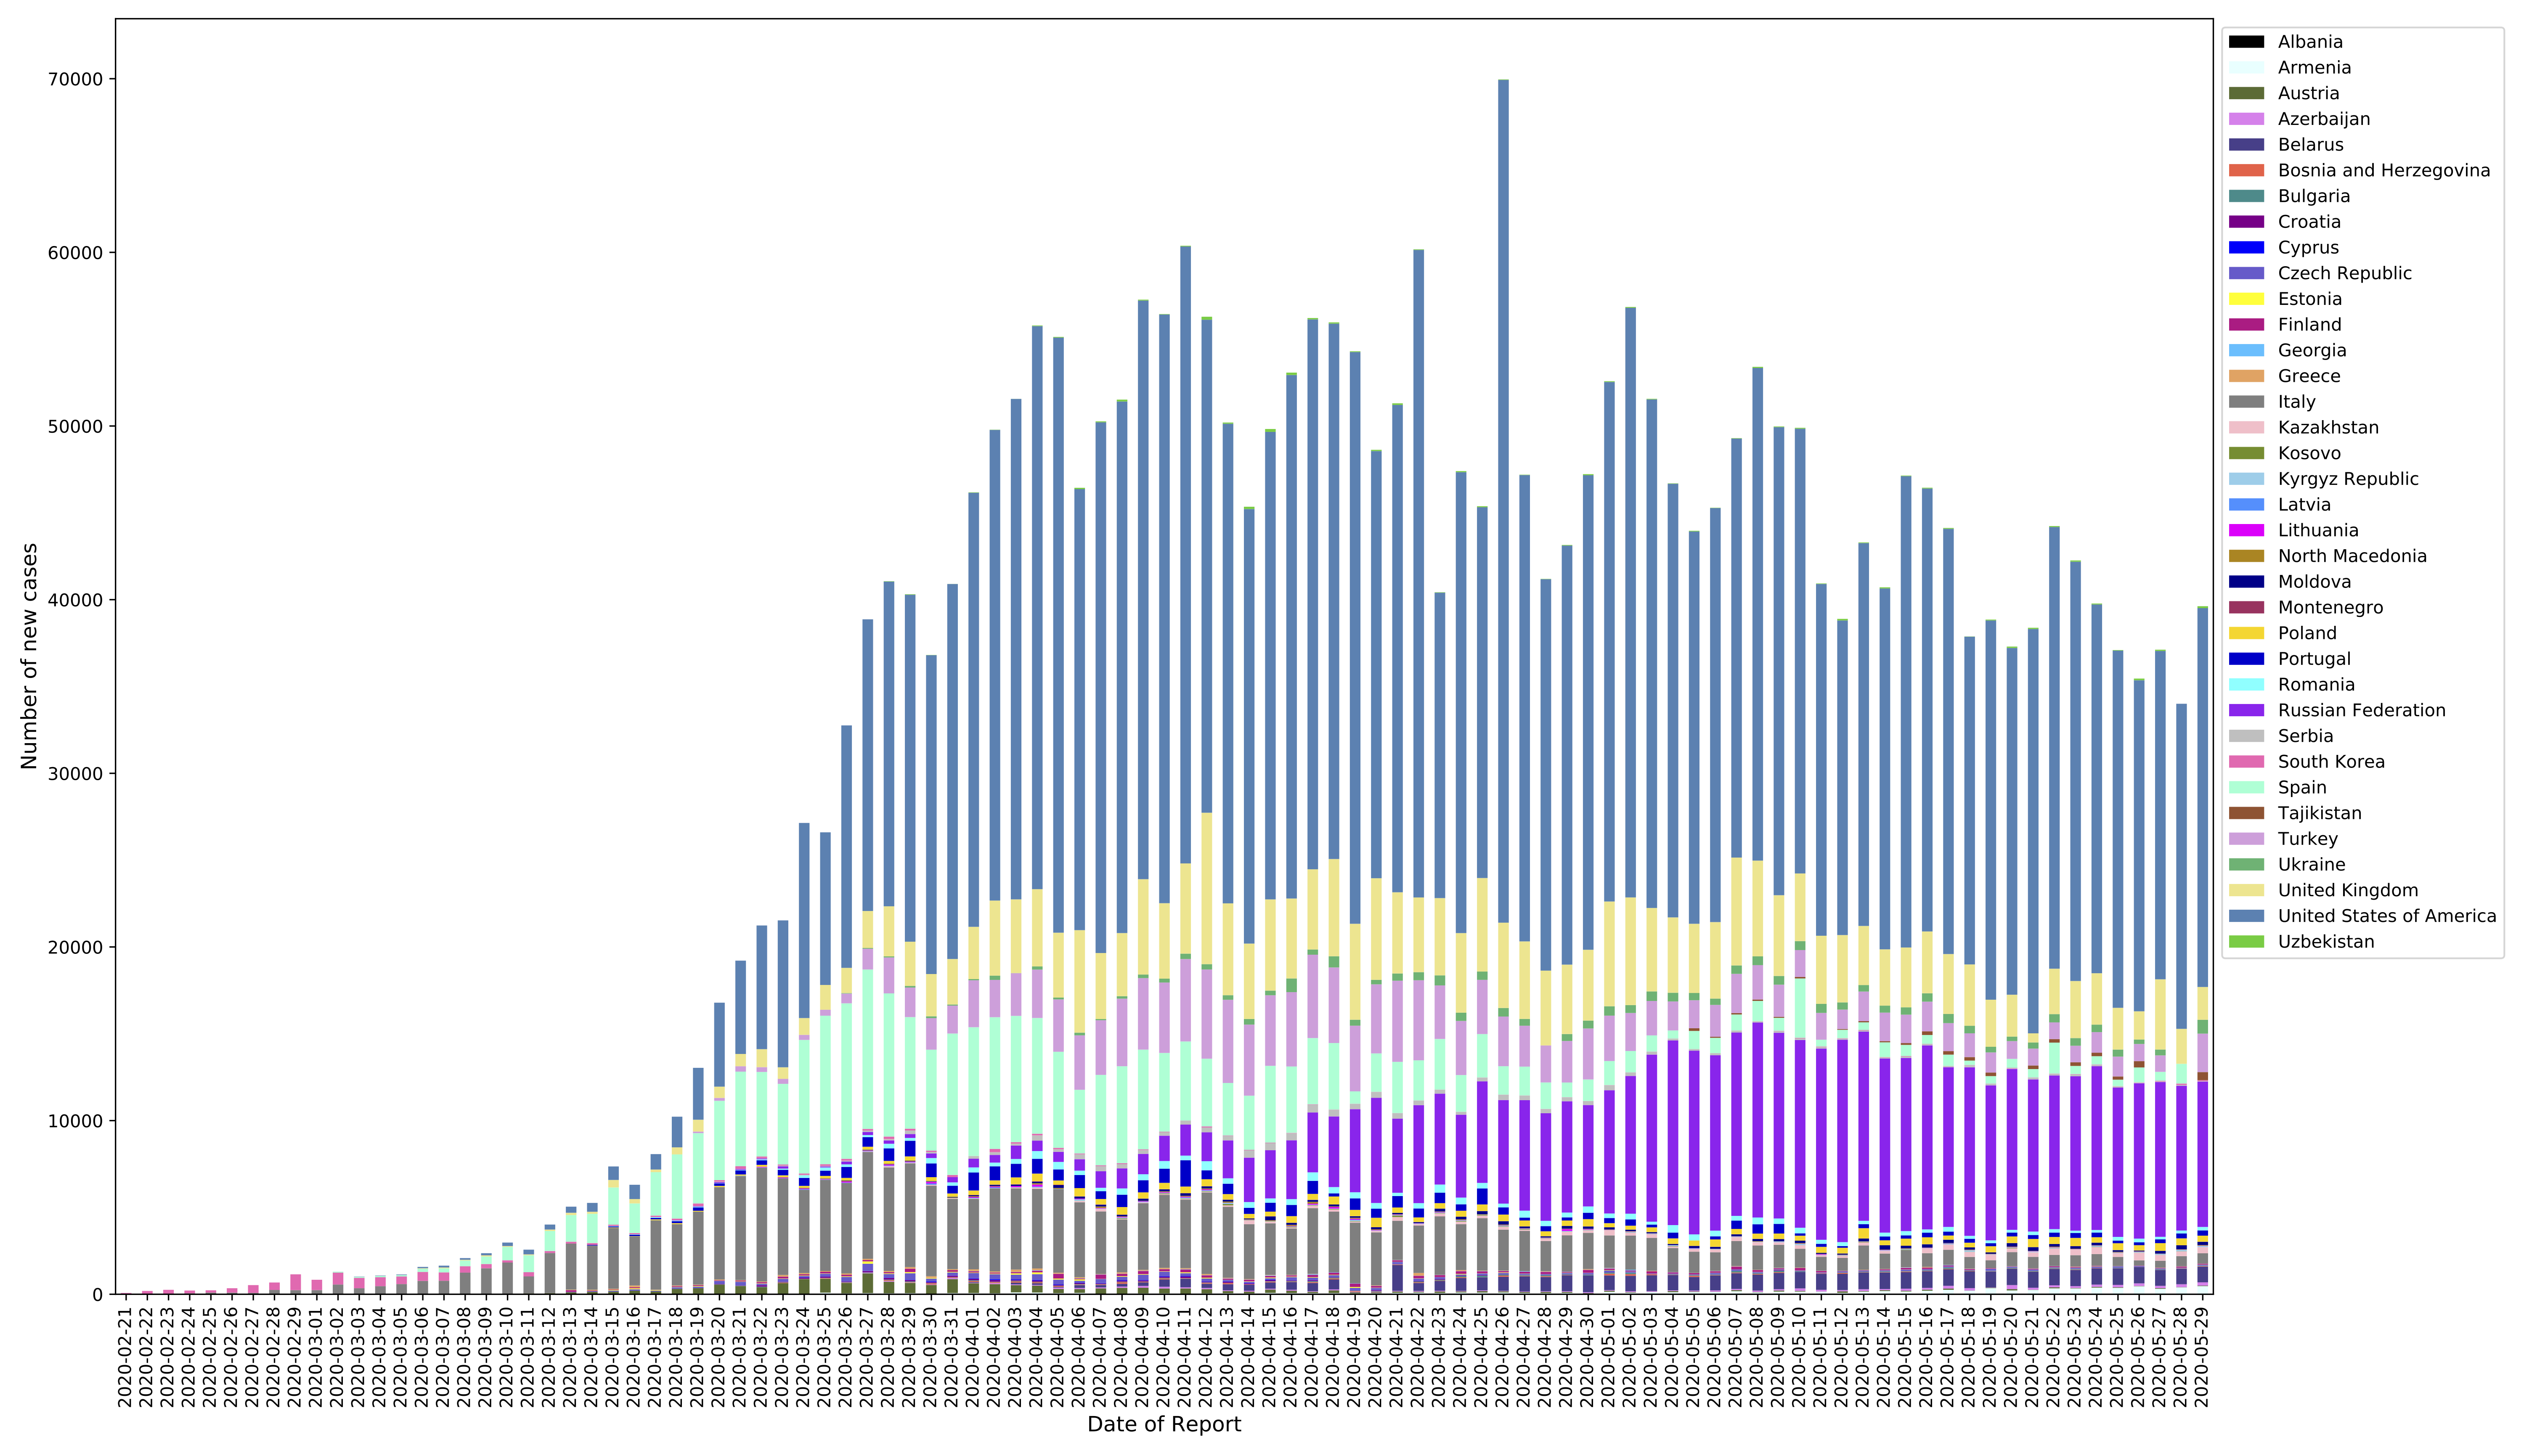 70000
60000
50000
40000
30000
20000
10000
0
Number of new cases
2020-02-21
2020-02-22
2020-02-23
2020-02-24
2020-02-25
2020-02-26
2020-02-27
2020-02-28
2020-02-29
2020-03-01
2020-03-02
2020-03-03
2020-03-04
2020-03-05
2020-03-06
2020-03-07
2020-03-08
2020-03-09
2020-03-10
2020-03-11
2020-03-12
2020-03-13
2020-03-14
2020-03-15
2020-03-16
2020-03-17
2020-03-18
2020-03-19
2020-03-20
2020-03-21
2020-03-22
2020-03-23
2020-03-24
2020-03-25
2020-03-26
2020-03-27
2020-03-28
2020-03-29
2020-03-30
2020-03-31
2020-04-01
2020-04-02
2020-04-03
2020-04-04
2020-04-05
2020-04-06
2020-04-07
2020-04-08
2020-04-09
2020-04-10
2020-04-11
2020-04-12
2020-04-13
2020-04-14
2020-04-15
2020-04-16
2020-04-17
2020-04-18
2020-04-19
2020-04-20
2020-04-21
2020-04-22
2020-04-23
2020-04-24
2020-04-25
2020-04-26
2020-04-27
2020-04-28
2020-04-29
2020-04-30
2020-05-01
2020-05-02
2020-05-03
2020-05-04
2020-05-05
2020-05-06
2020-05-07
2020-05-08
2020-05-09
2020-05-10
2020-05-11
2020-05-12
2020-05-13
2020-05-14
2020-05-15
2020-05-16
2020-05-17
2020-05-18
2020-05-19
2020-05-20
2020-05-21
2020-05-22
2020-05-23
2020-05-24
2020-05-25
2020-05-26
2020-05-27
2020-05-28
2020-05-29
Date of Report
Albania
Armenia
Austria
Azerbaijan
Belarus
Bosnia and Herzegovina
Bulgaria
Croatia
Cyprus
Czech Republic
Estonia
Finland
Georgia
Greece
Italy
Kazakhstan
Kosovo
Kyrgyz Republic
Latvia
Lithuania
North Macedonia
Moldova
Montenegro
Poland
Portugal
Romania
Russian Federation
Serbia
South Korea
Spain
Tajikistan
Turkey
Ukraine
United Kingdom
United States of America
Uzbekistan